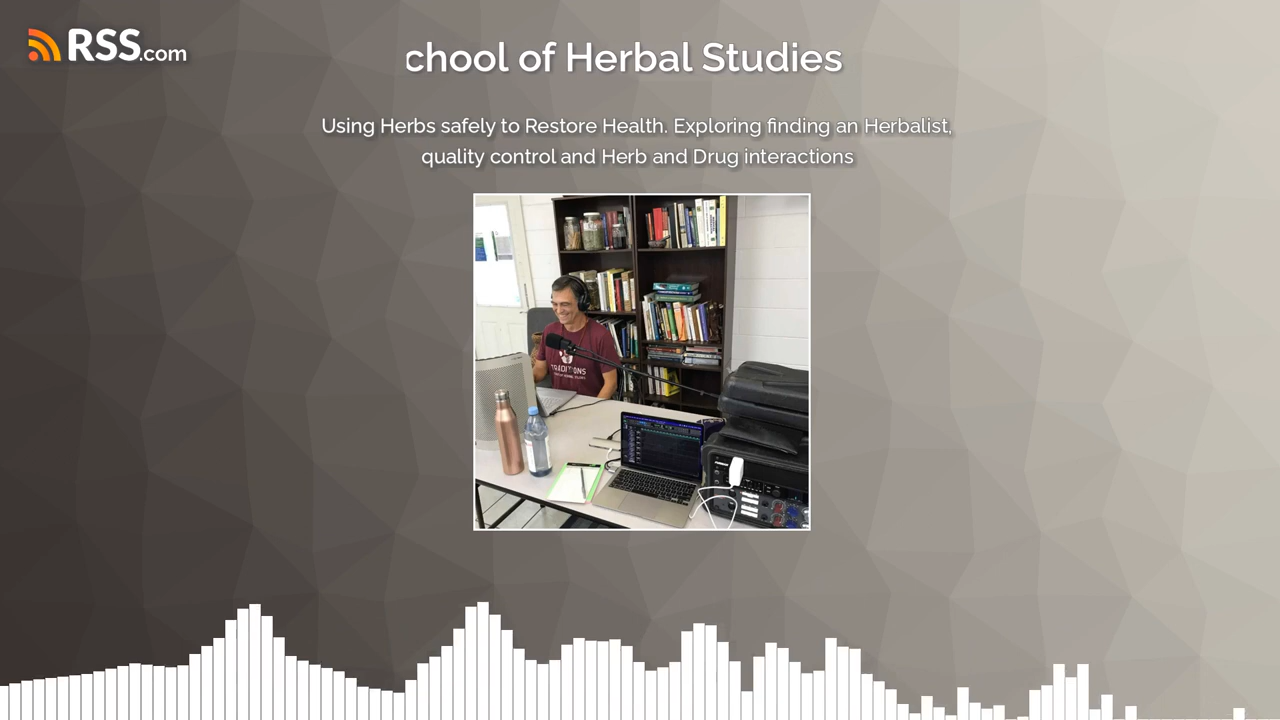 RSS.com
chool of Herbal Studies
Using Herbs safely to Restore Health. Exploring finding an Herbalist,
quality control and Herb and Drug interactions
TRADITIONS